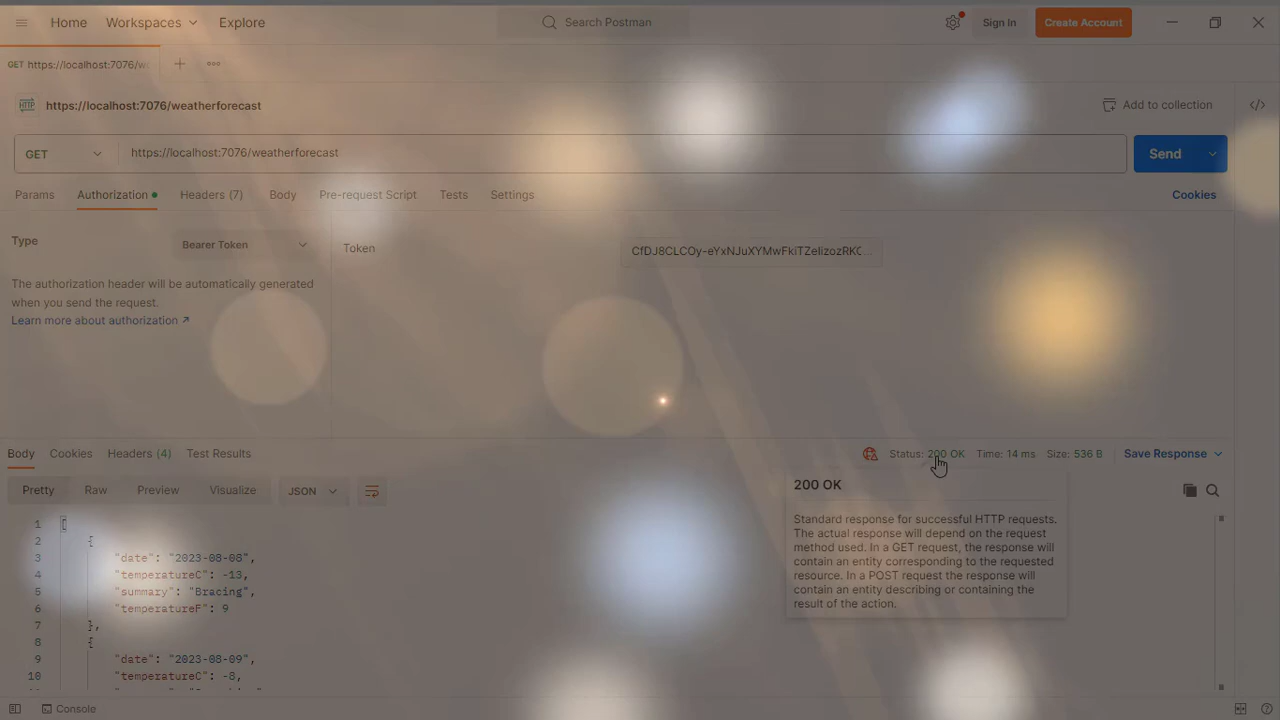 Home Workspaces Explore Search Postman Sign In Create Account
GET https://localhost:7076/we
https://localhost:7076/weatherforecast Add to collection </>
GET https://localhost:7076/weatherforecast Send
Params Authorization Headers (7) Body Pre-request Script Tests Settings Cookies
Type Bearer Token Token CfDJ8CLCOy-eYxNJuXYMwFkiTZeIizozRKC...
The authorization header will be automatically generated
when you send the request.
Learn more about authorization ↗
Body Cookies Headers (4) Test Results Status: 200 OK Time: 14 ms Size: 536 B Save Response
Pretty Raw Preview Visualize JSON
200 OK
Standard response for successful HTTP requests.
The actual response will depend on the request
method used. In a GET request, the response will
contain an entity corresponding to the requested
resource. In a POST request the response will
contain an entity describing or containing the
result of the action.
1 [
2 {
3 "date": "2023-08-08",
4 "temperatureC": -13,
5 "summary": "Bracing",
6 "temperatureF": 9
7 },
8 {
9 "date": "2023-08-09",
10 "temperatureC": -8,
Console